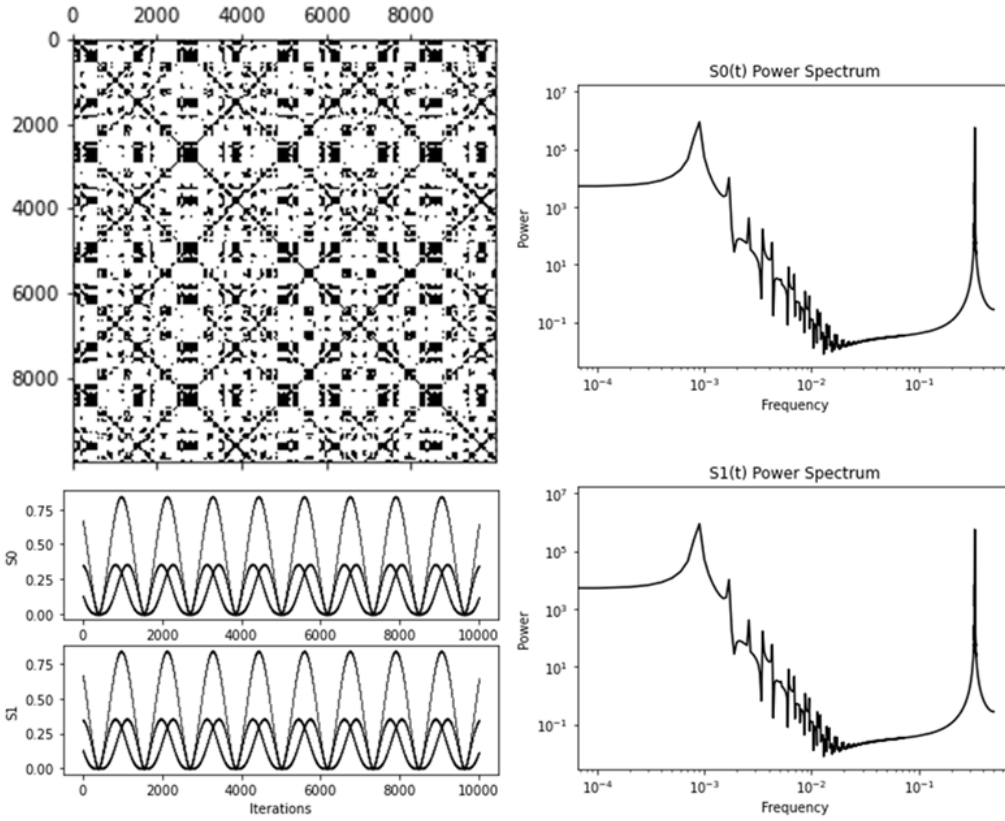 0 2000 4000 6000 8000
0
2000
4000
6000
8000
S0(t) Power Spectrum
10^7
10^5
10^3
10^1
10^-1
Power
10^-4 10^-3 10^-2 10^-1
Frequency
0.75
0.50
0.25
0.00
S0
0 2000 4000 6000 8000 10000
0.75
0.50
0.25
0.00
S1
0 2000 4000 6000 8000 10000
Iterations
S1(t) Power Spectrum
10^7
10^5
10^3
10^1
10^-1
Power
10^-4 10^-3 10^-2 10^-1
Frequency